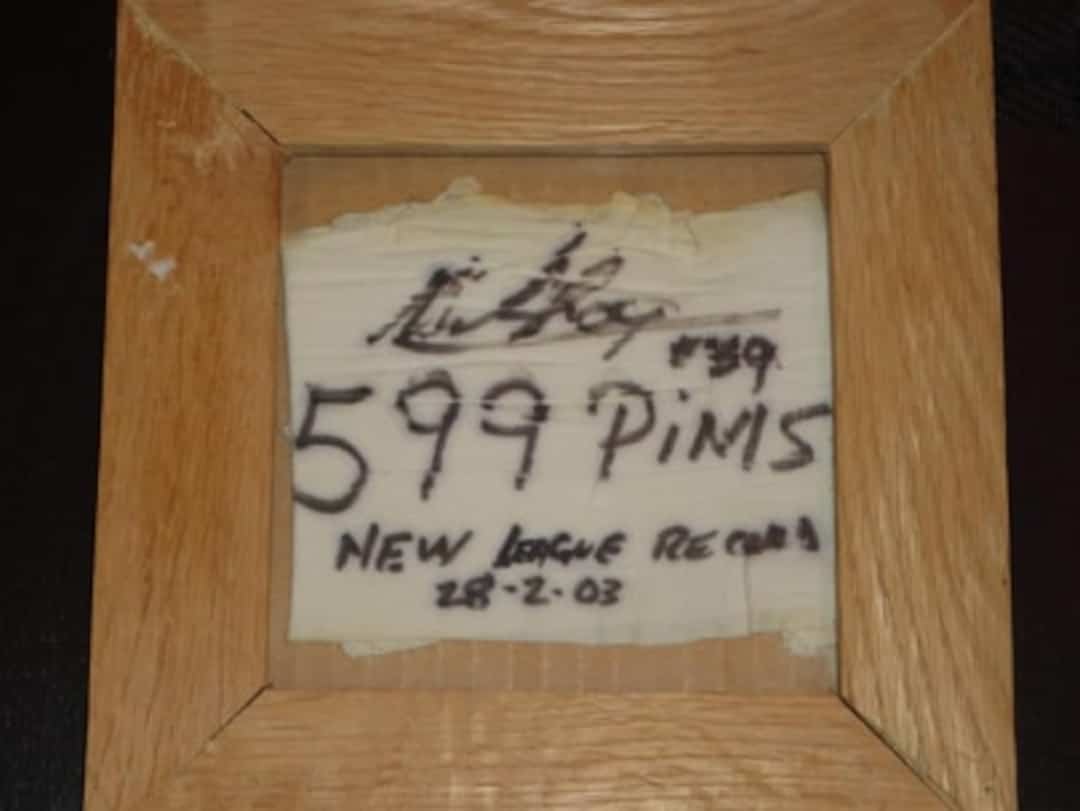 #39
599 PiMS
NEW LEAGUE RECORD
28-2-03